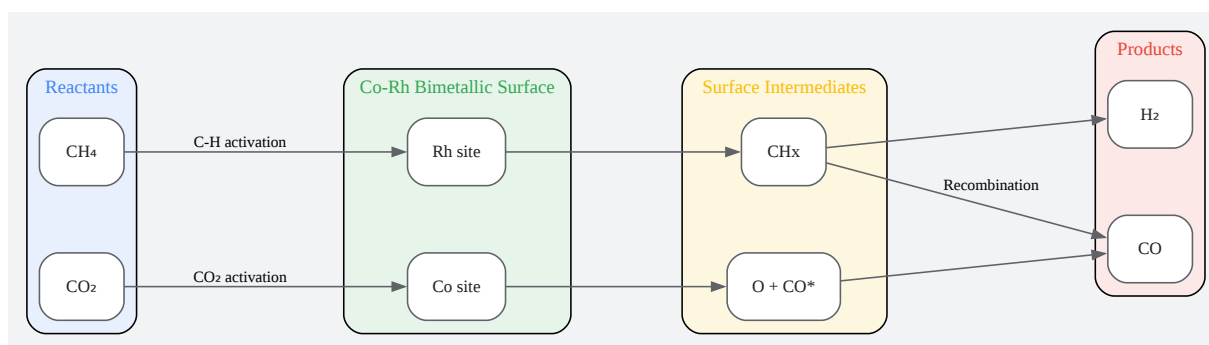 Reactants
CH₄
CO₂
C-H activation
CO₂ activation
Co-Rh Bimetallic Surface
Rh site
Co site
Surface Intermediates
CHx
O + CO*
Recombination
Products
H₂
CO